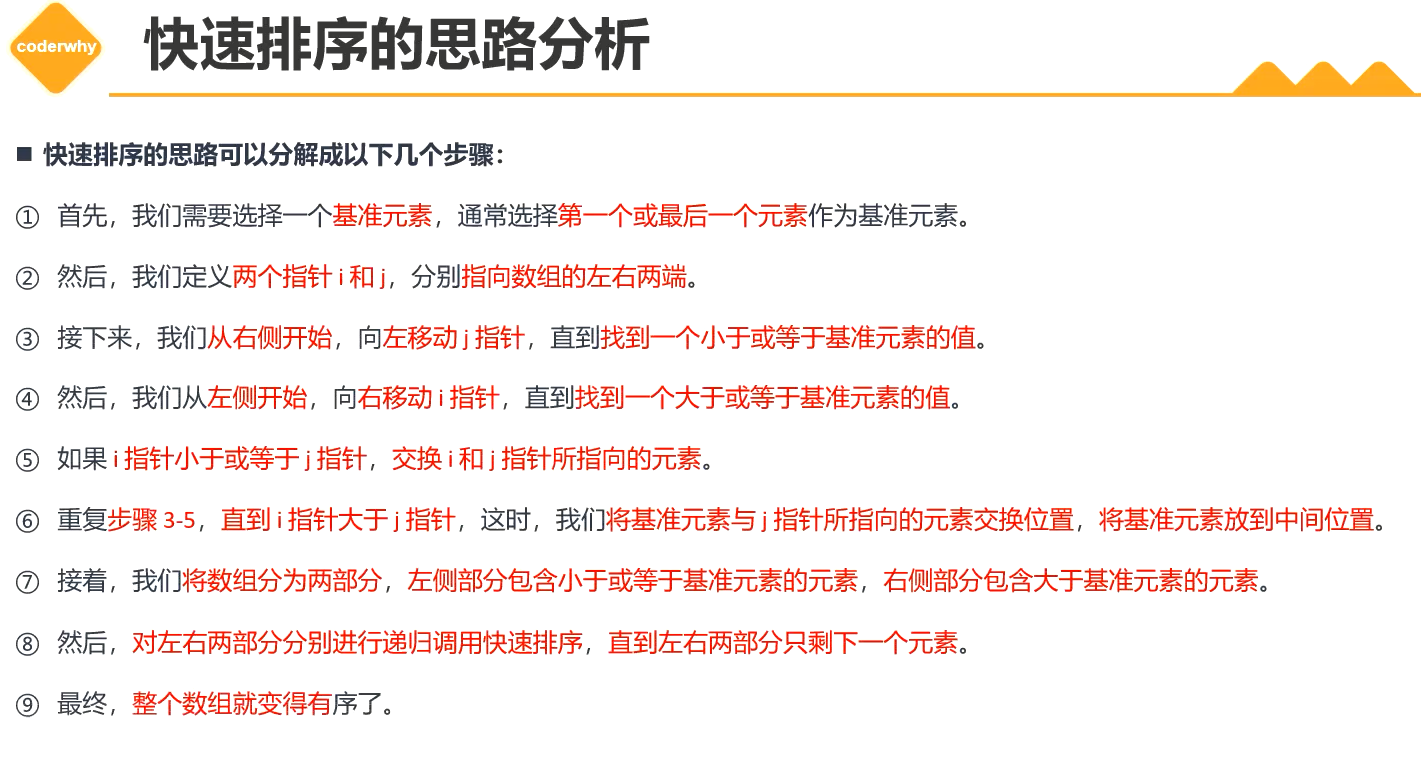 coderwhy
快速排序的思路分析
■ 快速排序的思路可以分解成以下几个步骤：
① 首先，我们需要选择一个基准元素，通常选择第一个或最后一个元素作为基准元素。
② 然后，我们定义两个指针 i 和 j，分别指向数组的左右两端。
③ 接下来，我们从右侧开始，向左移动 j 指针，直到找到一个小于或等于基准元素的值。
④ 然后，我们从左侧开始，向右移动 i 指针，直到找到一个大于或等于基准元素的值。
⑤ 如果 i 指针小于或等于 j 指针，交换 i 和 j 指针所指向的元素。
⑥ 重复步骤 3-5，直到 i 指针大于 j 指针，这时，我们将基准元素与 j 指针所指向的元素交换位置，将基准元素放到中间位置。
⑦ 接着，我们将数组分为两部分，左侧部分包含小于或等于基准元素的元素，右侧部分包含大于基准元素的元素。
⑧ 然后，对左右两部分分别进行递归调用快速排序，直到左右两部分只剩下一个元素。
⑨ 最终，整个数组就变得有序了。